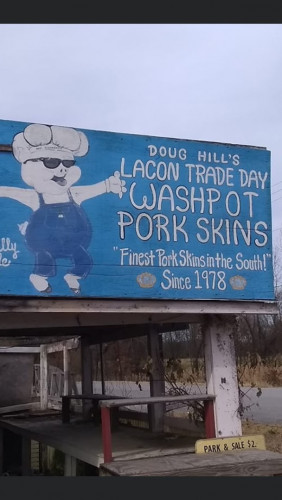 DOUG HILL'S
LACON TRADE DAY
WASHPOT
PORK SKINS
"Finest Pork Skins in the South!"
Since 1978
PARK & SALE $2.